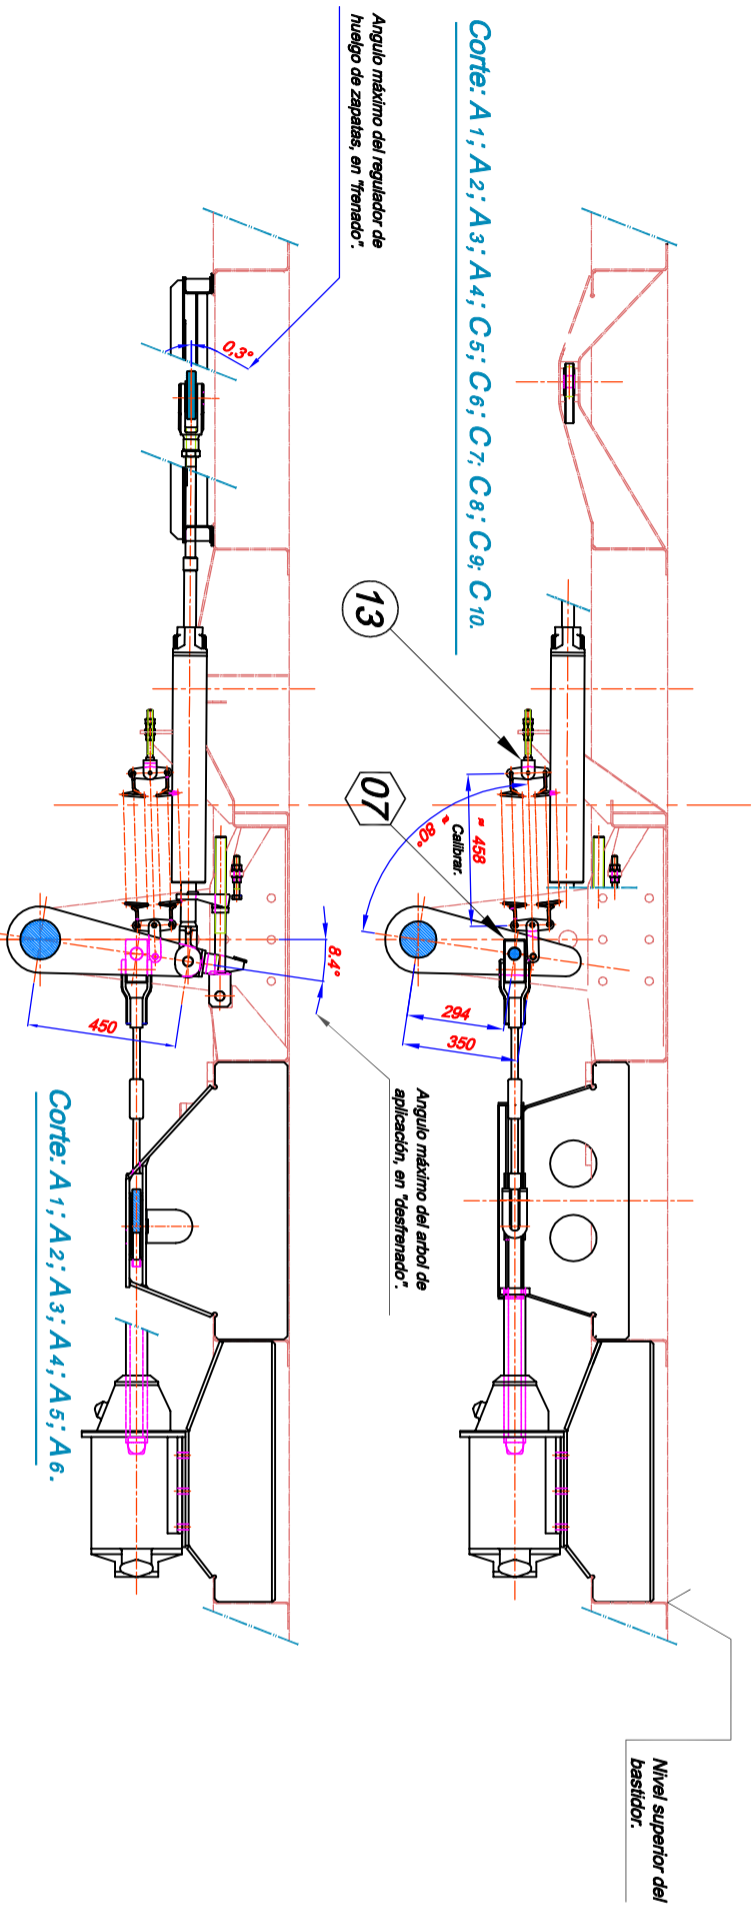 Nivel superior del
bastidor.
Corte: A1; A2; A3; A4; C5; C6; C7; C8; C9; C10.
≈ 458
Calibrar.
≈ 80°
13
07
294
350
Angulo máximo del regulador de
huelgo de zapatas, en "frenado".
0,3°
8.4°
Angulo máximo del arbol de
aplicación, en "desfrenado".
450
Corte: A1; A2; A3; A4; A5; A6.